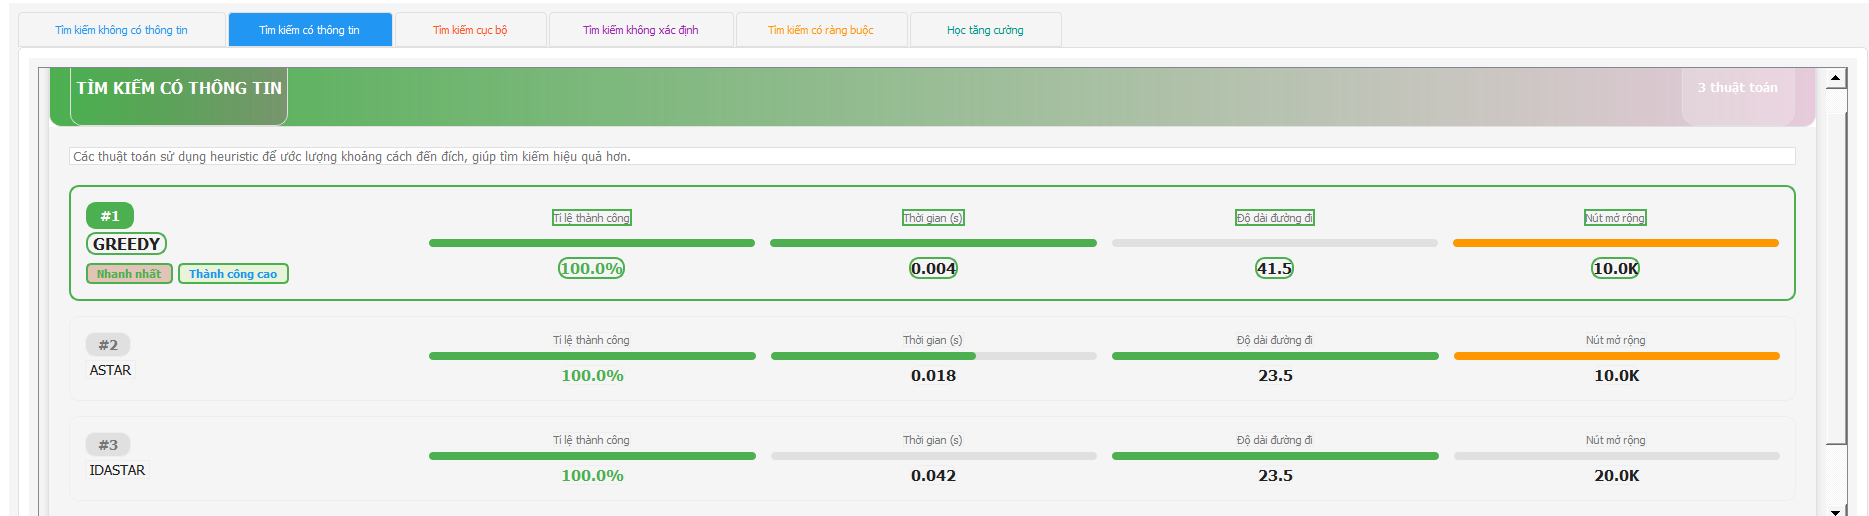 Tìm kiếm không có thông tin Tìm kiếm có thông tin Tìm kiếm cục bộ Tìm kiếm không xác định Tìm kiếm có ràng buộc Học tăng cường
TÌM KIẾM CÓ THÔNG TIN 3 thuật toán
Các thuật toán sử dụng heuristic để ước lượng khoảng cách đến đích, giúp tìm kiếm hiệu quả hơn.
#1
GREEDY
Nhanh nhất Thành công cao
Tỉ lệ thành công Thời gian (s) Độ dài đường đi Nút mở rộng
100.0% 0.004 41.5 10.0K
#2
ASTAR
Tỉ lệ thành công Thời gian (s) Độ dài đường đi Nút mở rộng
100.0% 0.018 23.5 10.0K
#3
IDASTAR
Tỉ lệ thành công Thời gian (s) Độ dài đường đi Nút mở rộng
100.0% 0.042 23.5 20.0K